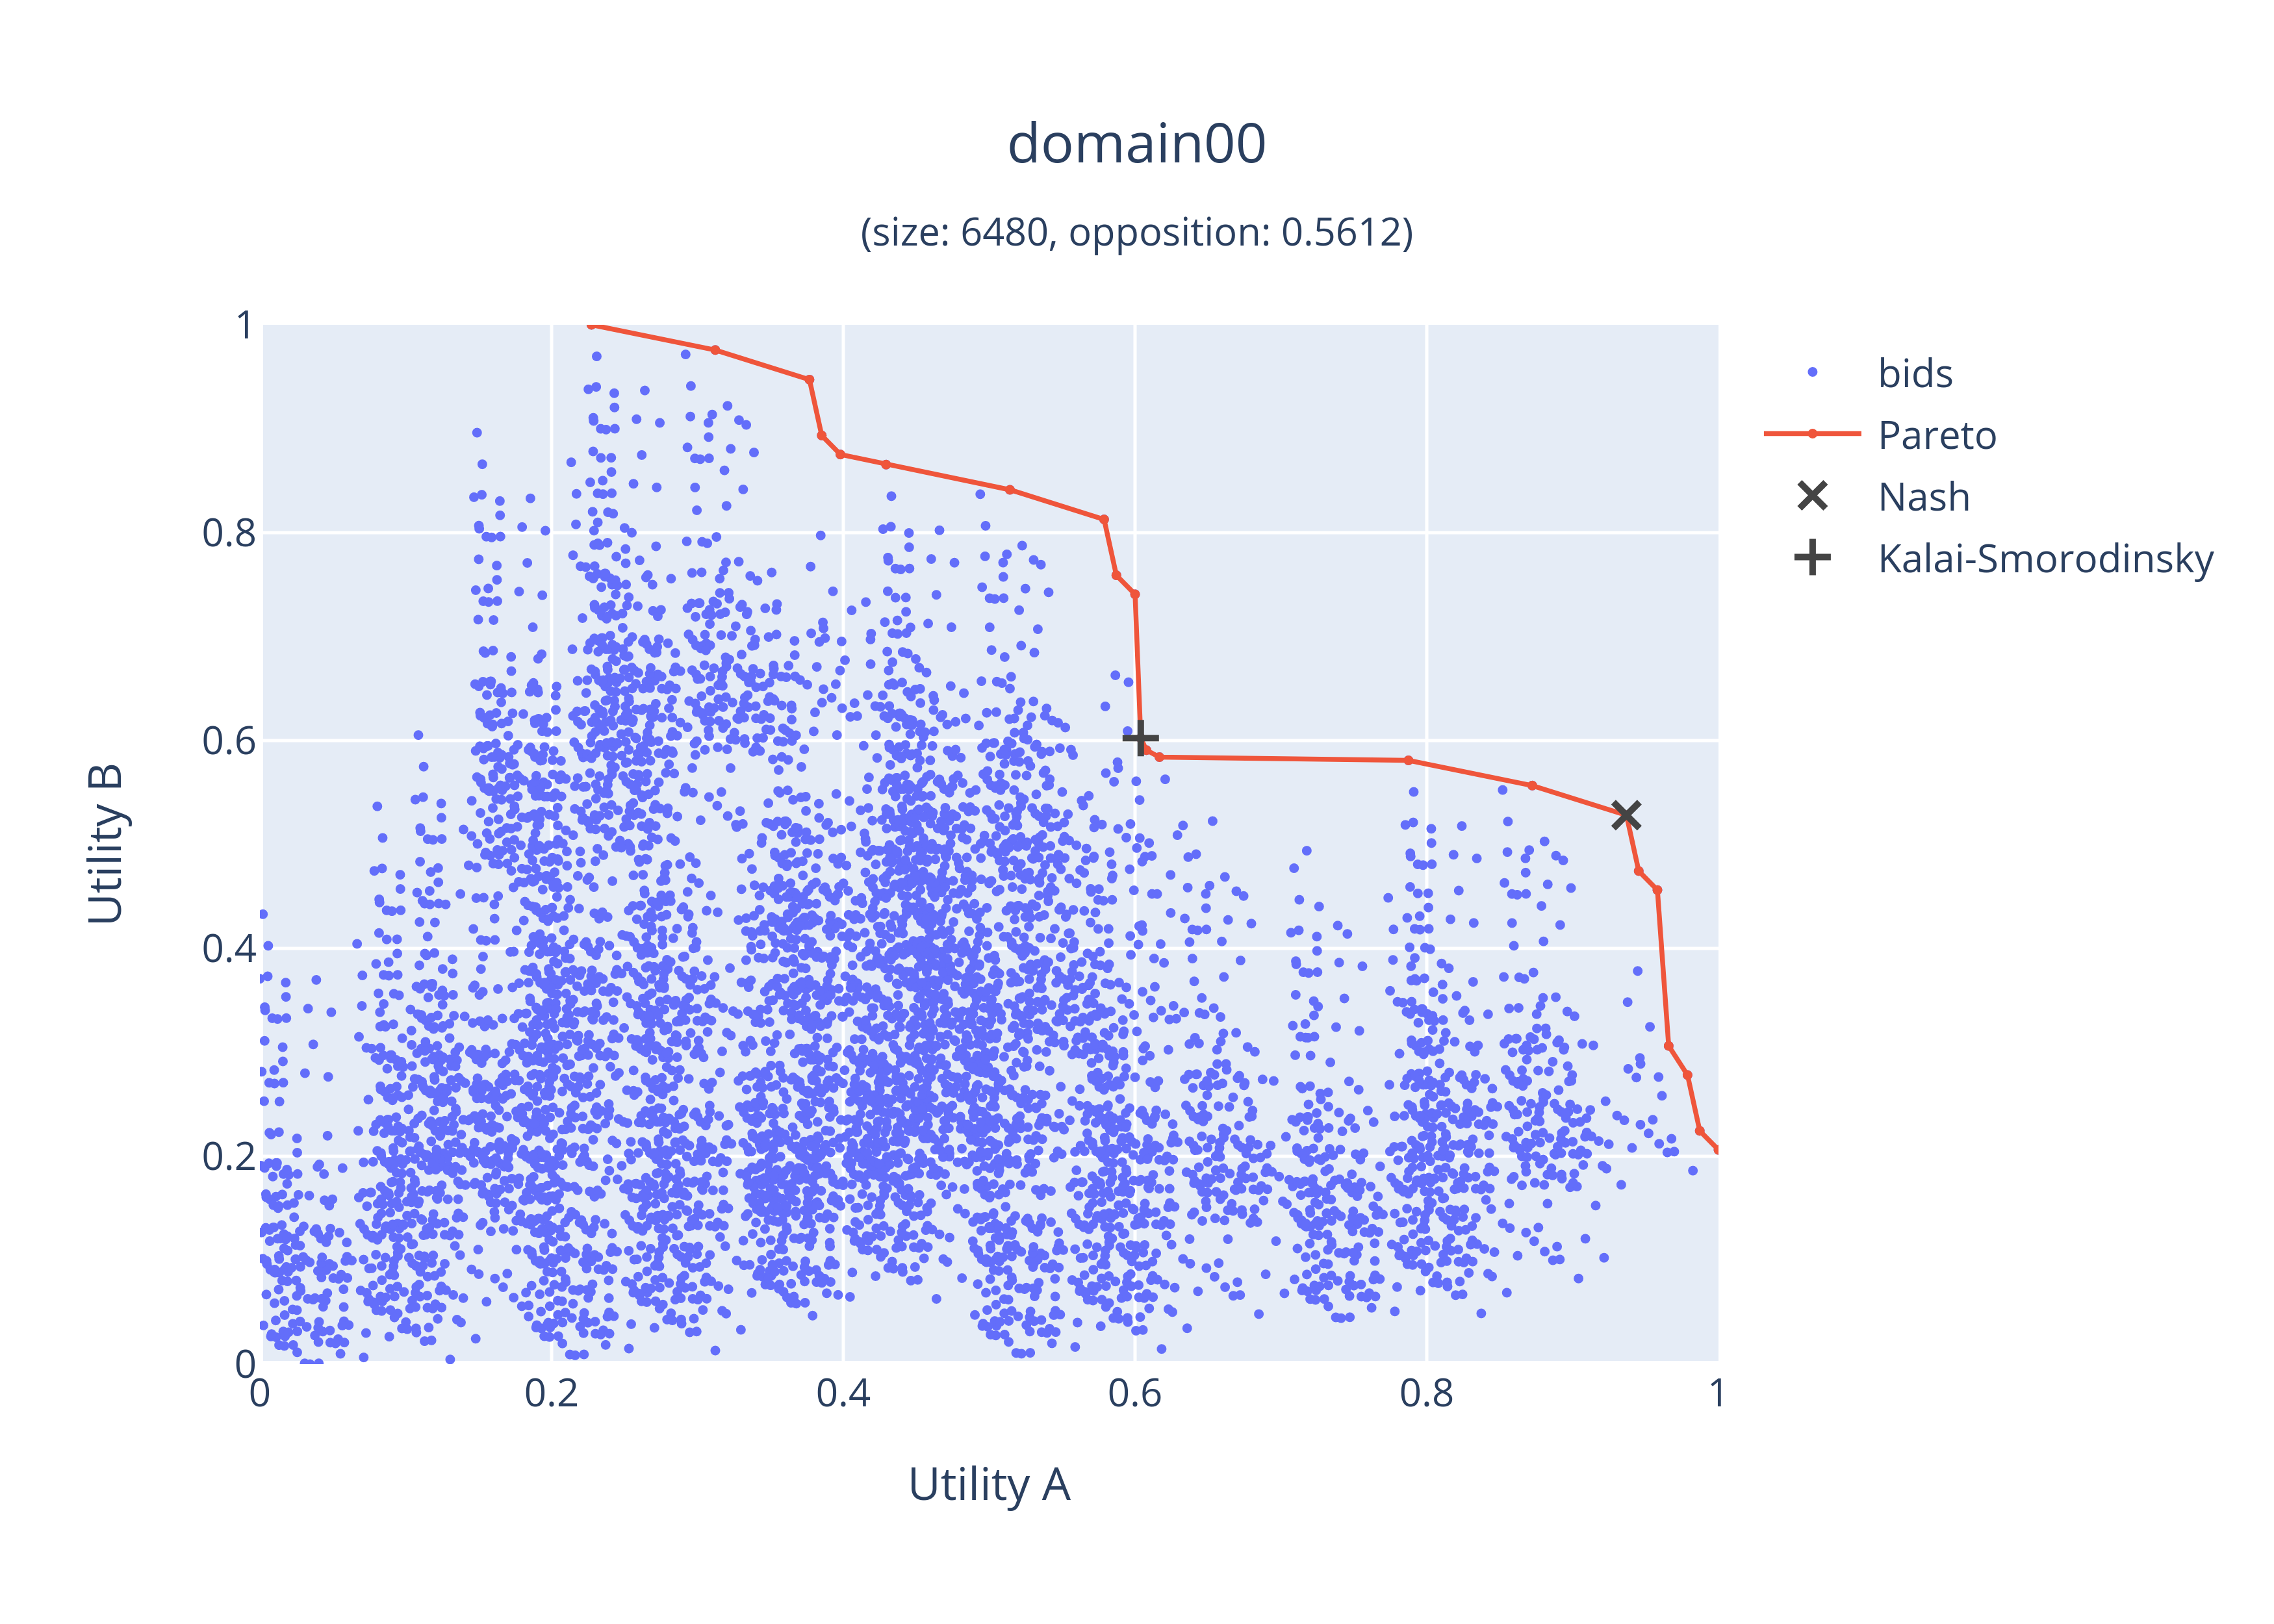 domain00
(size: 6480, opposition: 0.5612)
1
0.8
0.6
0.4
0.2
0
0
0.2
0.4
0.6
0.8
1
Utility B
Utility A
bids
Pareto
Nash
Kalai-Smorodinsky